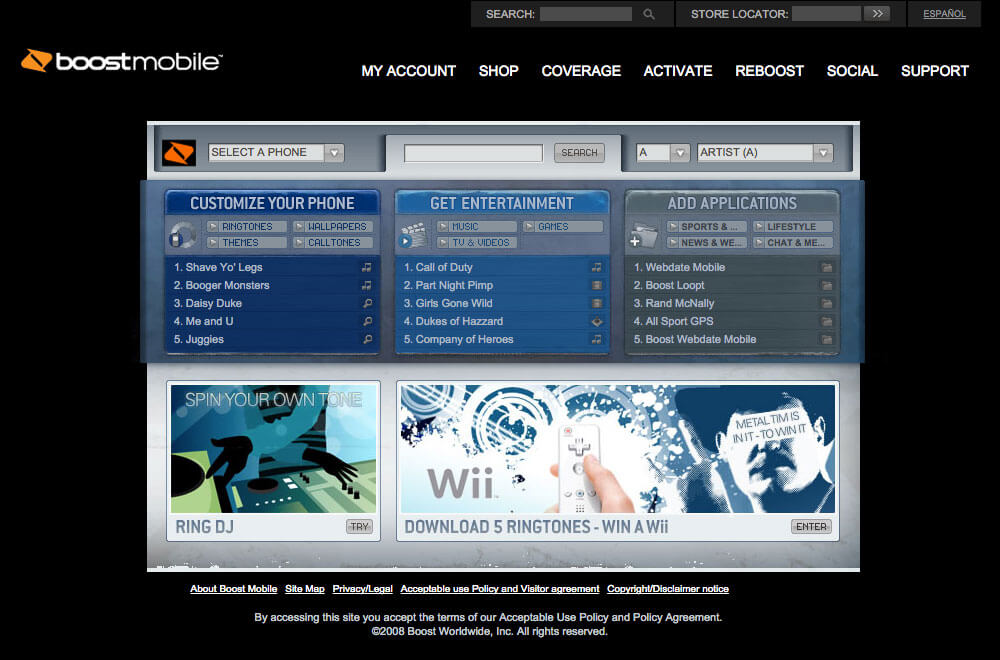 SEARCH:
STORE LOCATOR:
>>
ESPAÑOL
boostmobile™
MY ACCOUNT SHOP COVERAGE ACTIVATE REBOOST SOCIAL SUPPORT
SELECT A PHONE
SEARCH
A
ARTIST (A)
CUSTOMIZE YOUR PHONE
RINGTONES WALLPAPERS
THEMES CALLTONES
1. Shave Yo' Legs
2. Booger Monsters
3. Daisy Duke
4. Me and U
5. Juggies
GET ENTERTAINMENT
MUSIC GAMES
TV & VIDEOS
1. Call of Duty
2. Part Night Pimp
3. Girls Gone Wild
4. Dukes of Hazzard
5. Company of Heroes
ADD APPLICATIONS
SPORTS & ... LIFESTYLE
NEWS & WE... CHAT & ME...
1. Webdate Mobile
2. Boost Loopt
3. Rand McNally
4. All Sport GPS
5. Boost Webdate Mobile
SPIN YOUR OWN TONE
RING DJ
TRY
Wii™
METAL TIM IS
IN IT - TO WIN IT
DOWNLOAD 5 RINGTONES - WIN A Wii
ENTER
About Boost Mobile Site Map Privacy/Legal Acceptable use Policy and Visitor agreement Copyright/Disclaimer notice
By accessing this site you accept the terms of our Acceptable Use Policy and Policy Agreement.
©2008 Boost Worldwide, Inc. All rights reserved.